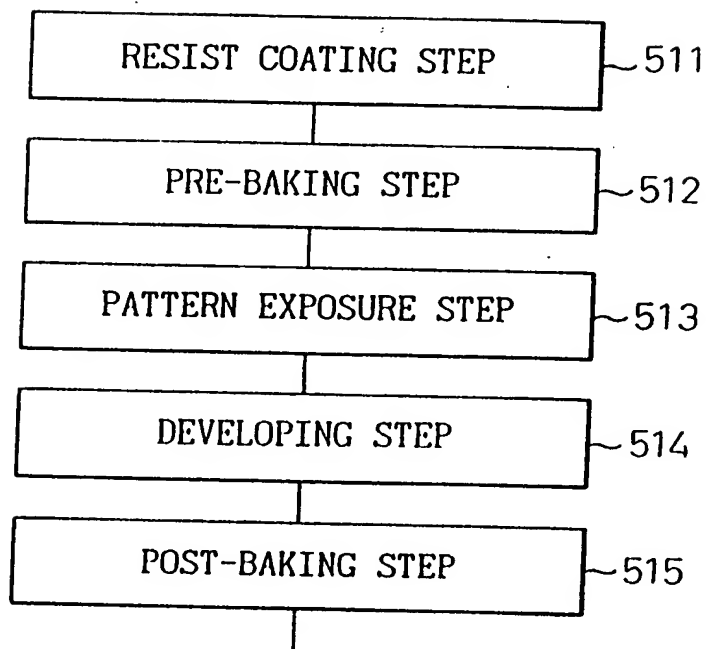 RESIST COATING STEP 511
PRE-BAKING STEP 512
PATTERN EXPOSURE STEP 513
DEVELOPING STEP 514
POST-BAKING STEP 515